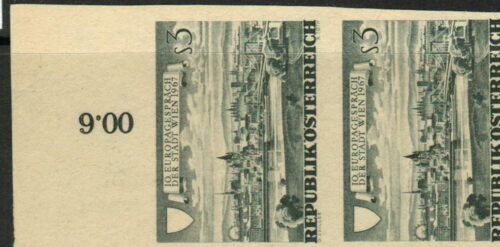 9.00
S3
10. EUROPAGESPRÄCH
DER STADT WIEN 1967
REPUBLIK ÖSTERREICH
S3
10. EUROPAGESPRÄCH
DER STADT WIEN 1967
REPUBLIK ÖSTERREICH